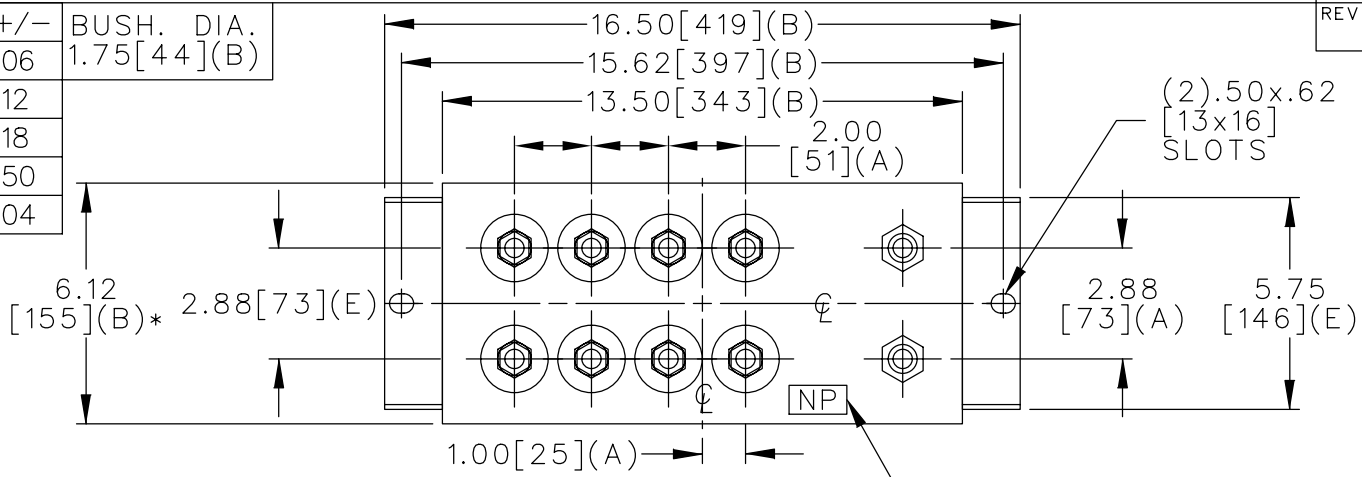 +/-
06
12
18
50
04
BUSH. DIA.
1.75[44](B)
16.50[419](B)
15.62[397](B)
13.50[343](B)
2.00
[51](A)
REV
(2).50x.62
[13x16]
SLOTS
6.12
[155](B)*
2.88[73](E)
℄
2.88
[73](A)
5.75
[146](E)
℄
NP
1.00[25](A)